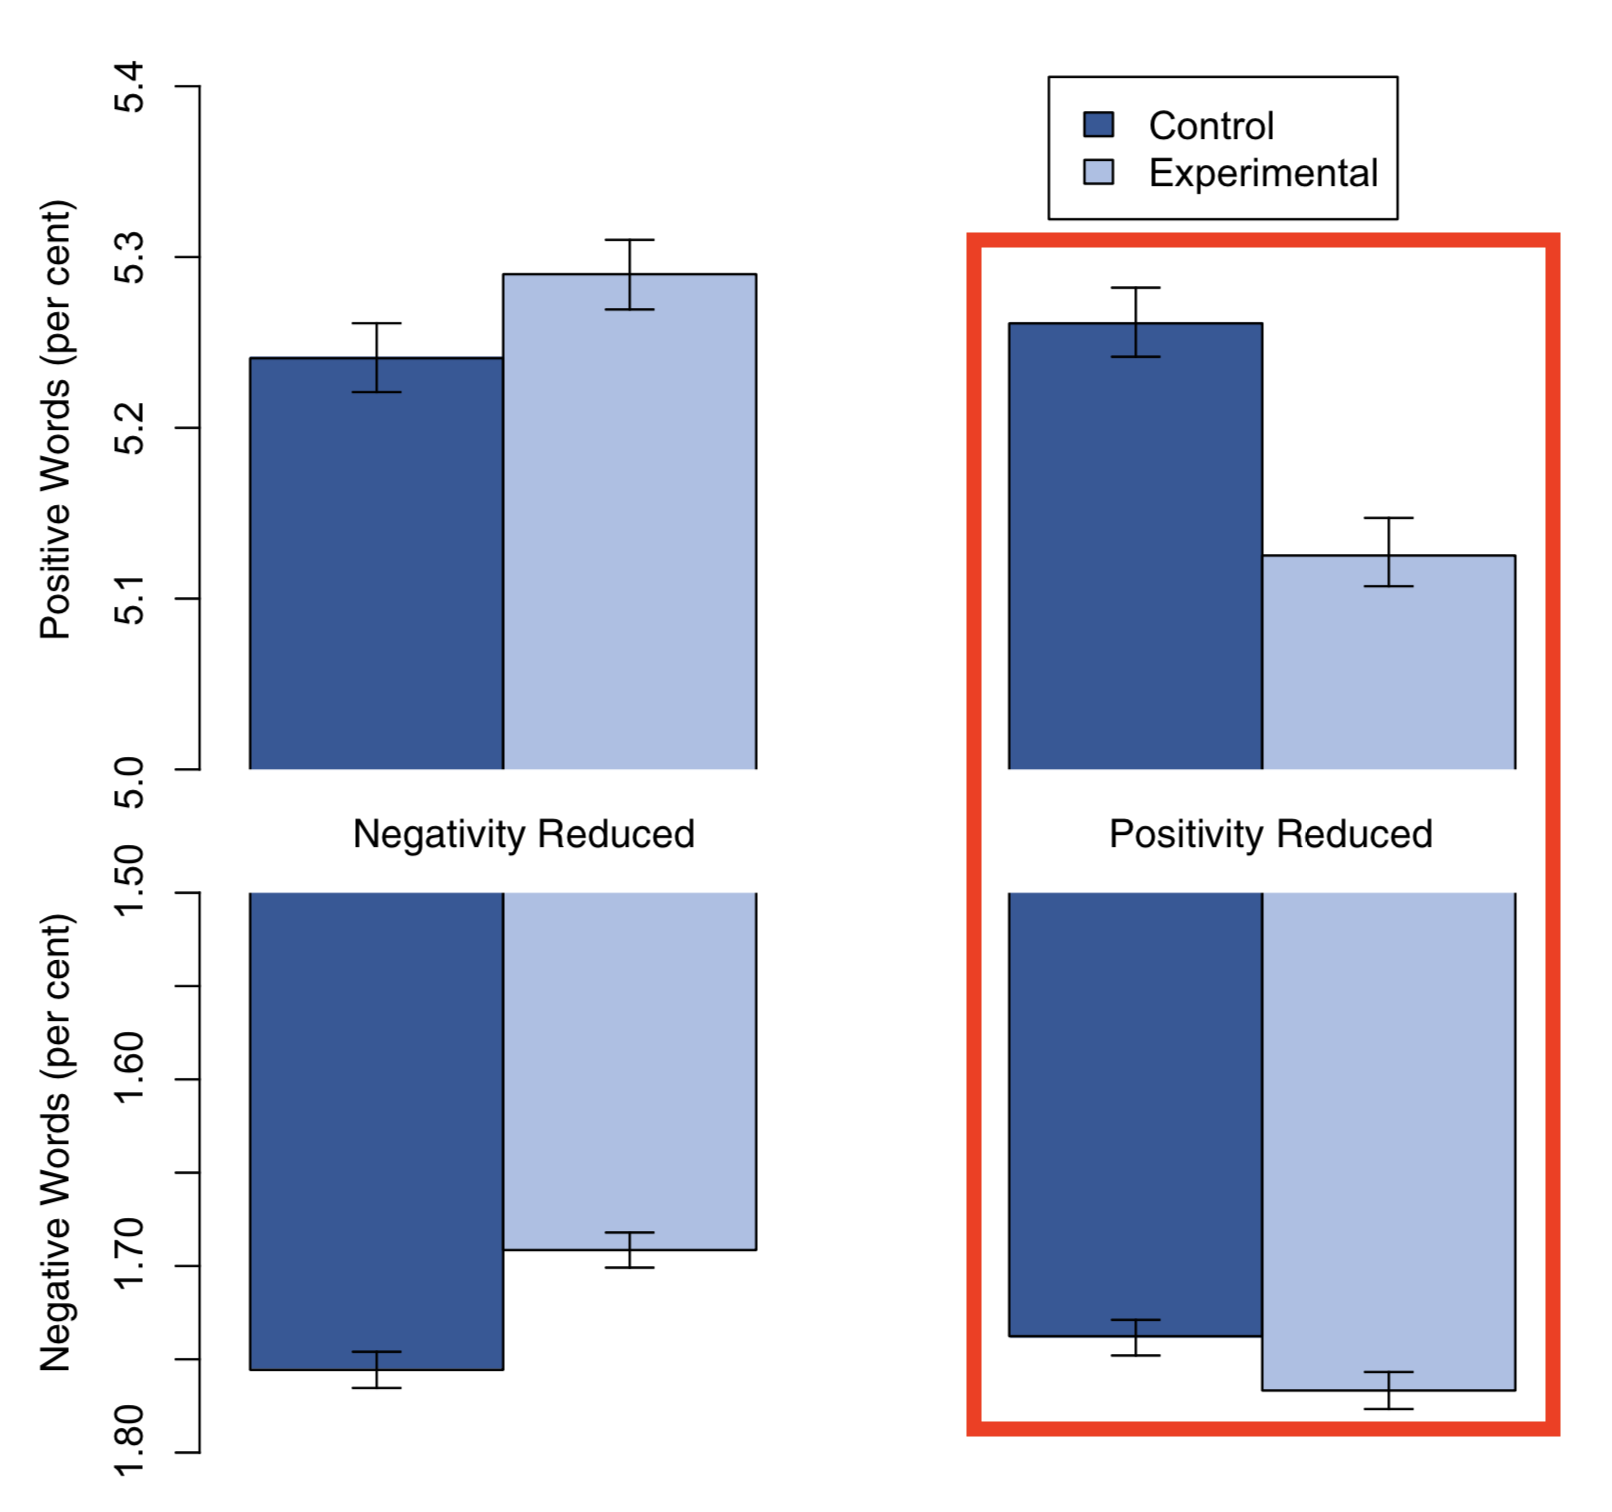 Positive Words (per cent)
5.4
5.3
5.2
5.1
5.0
Control
Experimental
Negativity Reduced
Positivity Reduced
Negative Words (per cent)
1.50
1.60
1.70
1.80